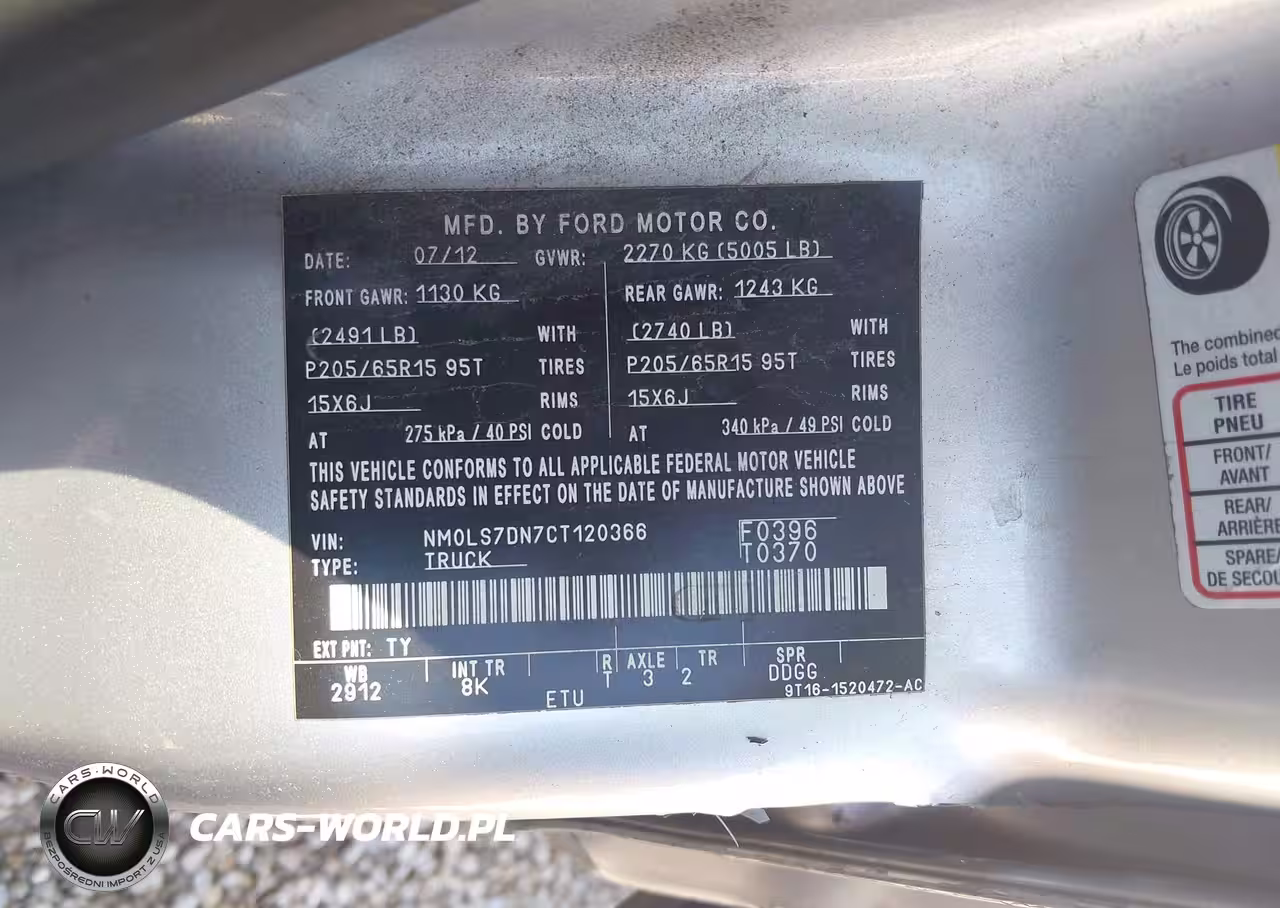 MFD. BY FORD MOTOR CO.
DATE: 07/12 GVWR: 2270 KG (5005 LB)
FRONT GAWR: 1130 KG REAR GAWR: 1243 KG
(2491 LB) WITH (2740 LB) WITH
P205/65R15 95T TIRES P205/65R15 95T TIRES
15X6J RIMS 15X6J RIMS
AT 275 kPa / 40 PSI COLD AT 340 kPa / 49 PSI COLD
THIS VEHICLE CONFORMS TO ALL APPLICABLE FEDERAL MOTOR VEHICLE
SAFETY STANDARDS IN EFFECT ON THE DATE OF MANUFACTURE SHOWN ABOVE
VIN: NM0LS7DN7CT120366 F0396
TYPE: TRUCK T0370
EXT PNT: TY
WB INT TR R AXLE TR SPR
2912 8K T 3 2 DDGG
ETU 9T16-1520472-AC
The combined
Le poids total
TIRE
PNEU
FRONT/
AVANT
REAR/
ARRIÈRE
SPARE/
DE SECOU
CARS-WORLD
CW
BEZPOŚREDNI IMPORT Z USA
CARS-WORLD.PL